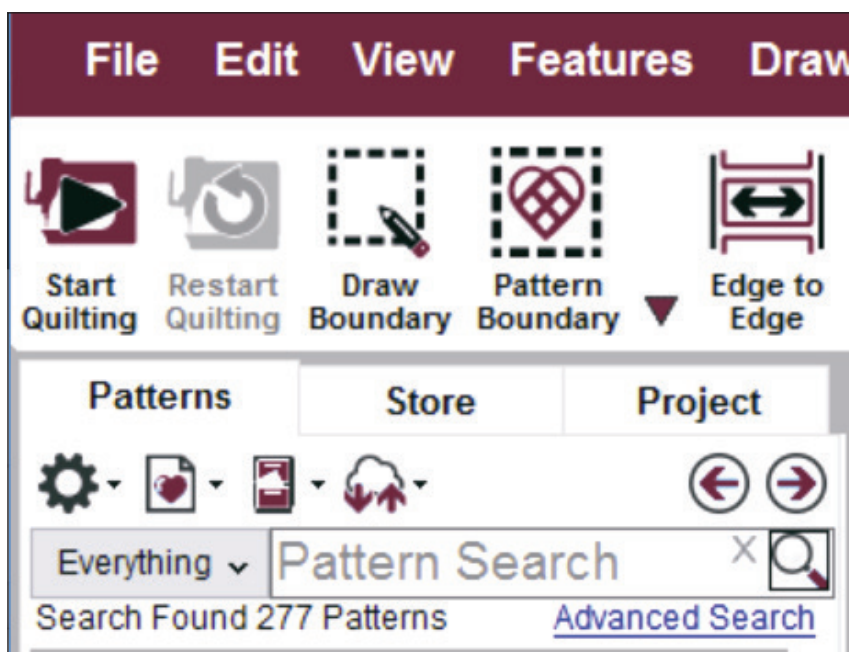 File Edit View Features Draw
Start Quilting
Restart Quilting
Draw Boundary
Pattern Boundary
Edge to Edge
Patterns Store Project
Everything Pattern Search X
Search Found 277 Patterns Advanced Search